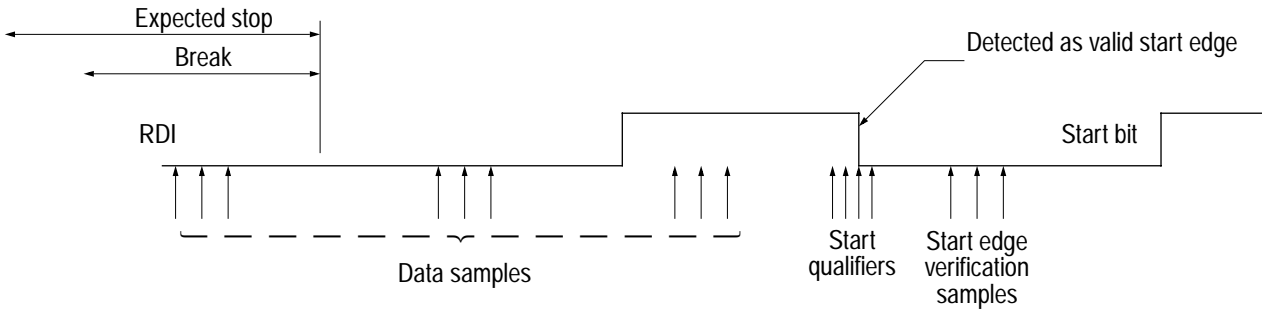 Expected stop
Break
Detected as valid start edge
RDI
Start bit
Data samples
Start
qualifiers
Start edge
verification
samples